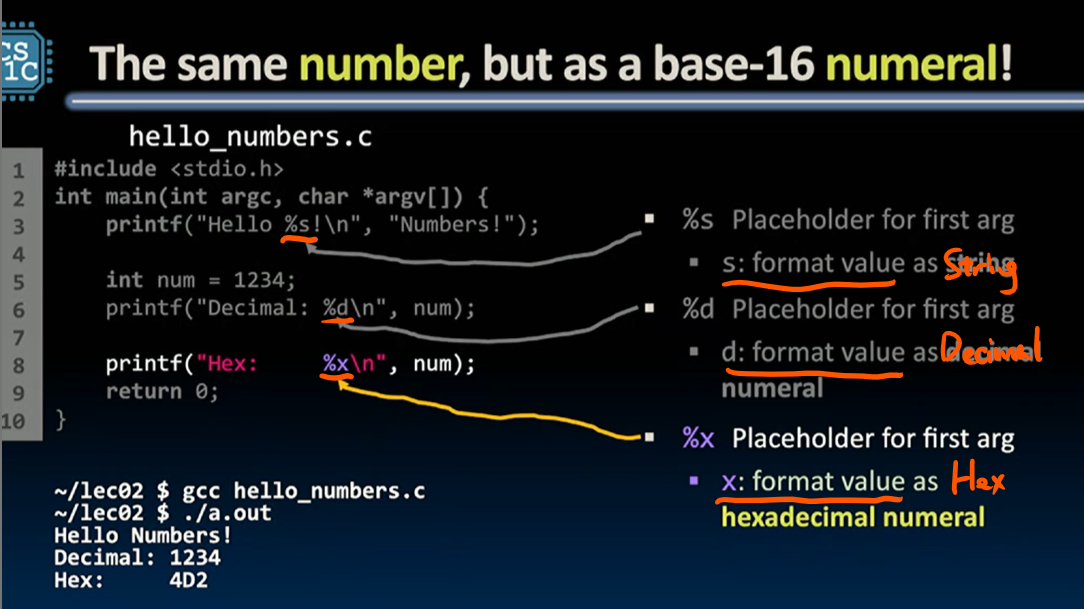 CS
1C
The same number, but as a base-16 numeral!
hello_numbers.c
1 #include <stdio.h>
2 int main(int argc, char *argv[]) {
3 printf("Hello %s!\n", "Numbers!");
4
5 int num = 1234;
6 printf("Decimal: %d\n", num);
7
8 printf("Hex: %x\n", num);
9 return 0;
10 }
%s Placeholder for first arg
s: format value as string
String
%d Placeholder for first arg
d: format value as decimal
Decimal
numeral
%x Placeholder for first arg
x: format value as Hex
hexadecimal numeral
~/lec02 $ gcc hello_numbers.c
~/lec02 $ ./a.out
Hello Numbers!
Decimal: 1234
Hex: 4D2